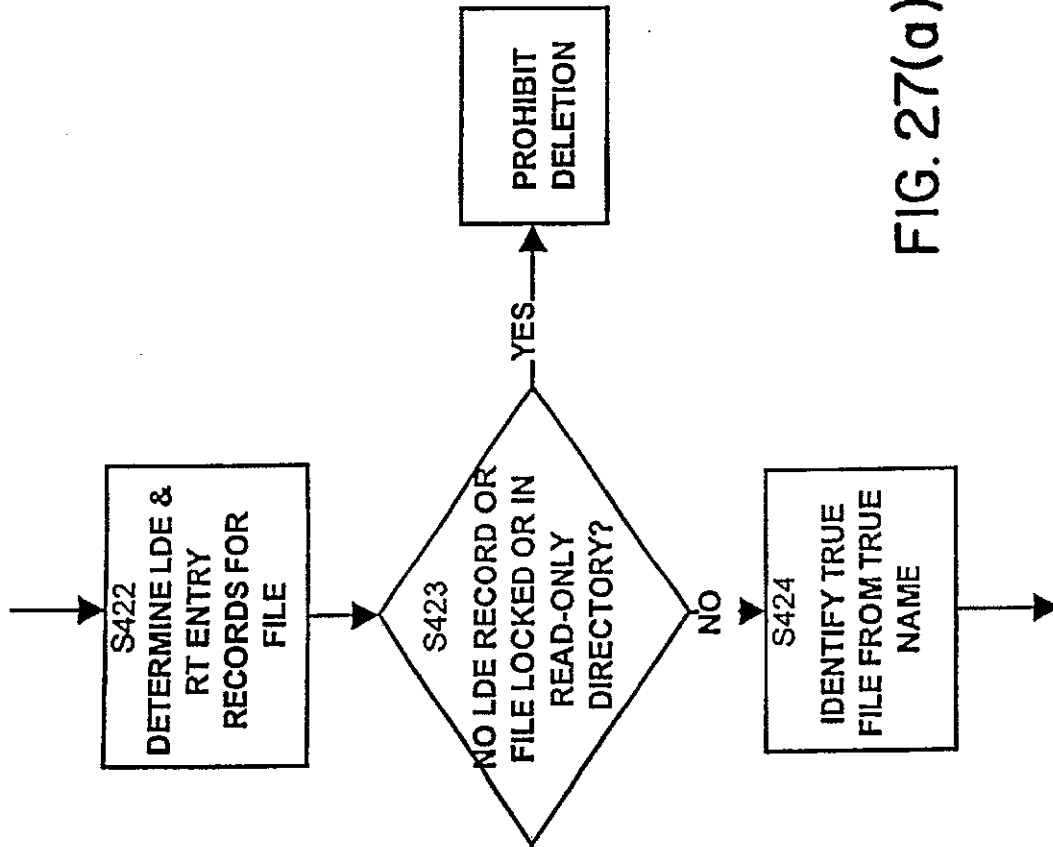 S422
DETERMINE LDE &
RT ENTRY
RECORDS FOR
FILE
S423
NO LDE RECORD OR
FILE LOCKED OR IN
READ-ONLY
DIRECTORY?
YES
PROHIBIT
DELETION
NO
S424
IDENTIFY TRUE
FILE FROM TRUE
NAME
FIG. 27(a)